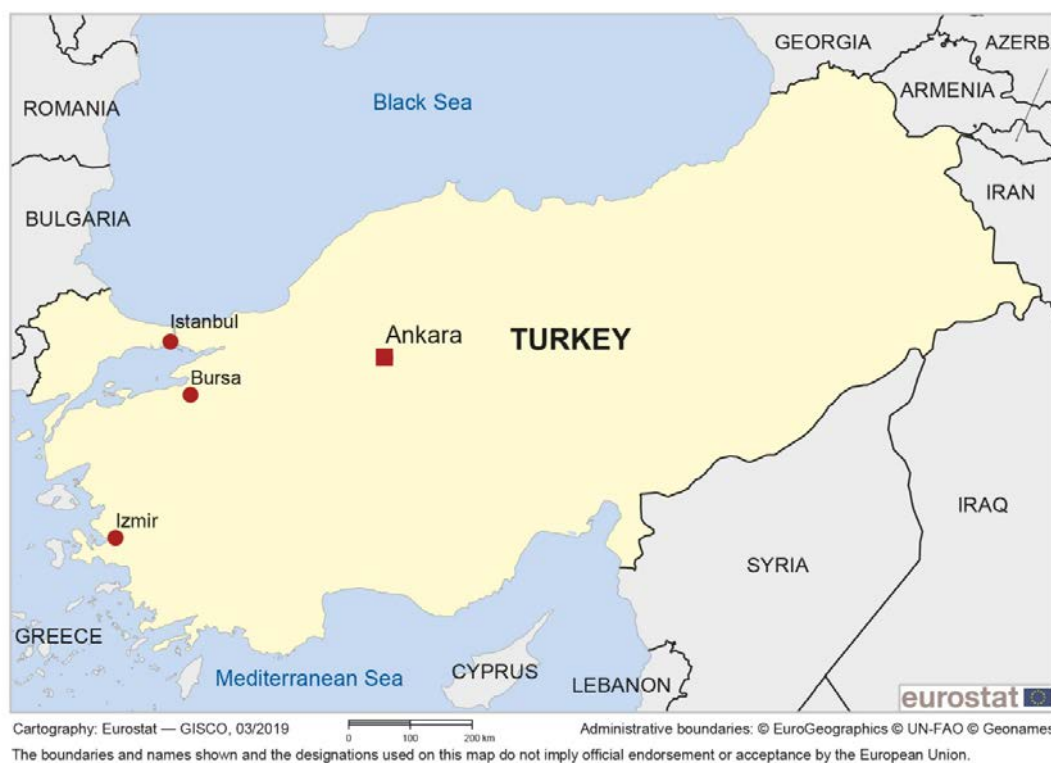 GEORGIA
AZERB
ROMANIA
Black Sea
ARMENIA
IRAN
BULGARIA
Istanbul
Ankara
TURKEY
Bursa
IRAQ
Izmir
SYRIA
GREECE
Mediterranean Sea
CYPRUS
LEBANON
eurostat
Cartography: Eurostat — GISCO, 03/2019
0 100 200 km
Administrative boundaries: © EuroGeographics © UN-FAO © Geonames
The boundaries and names shown and the designations used on this map do not imply official endorsement or acceptance by the European Union.